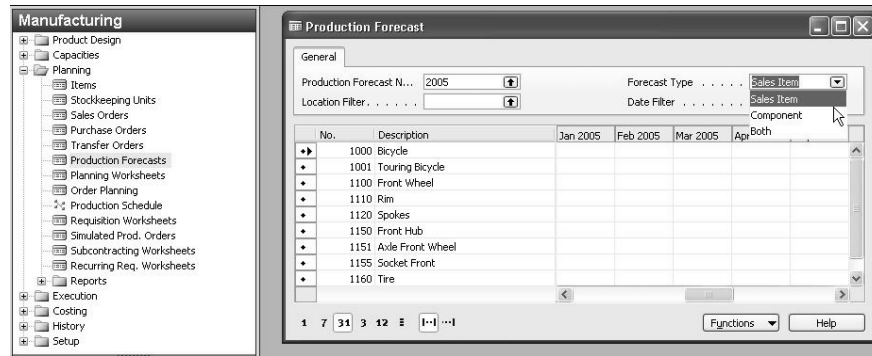 Manufacturing
Product Design
Capacities
Planning
Items
Stockkeeping Units
Sales Orders
Purchase Orders
Transfer Orders
Production Forecasts
Planning Worksheets
Order Planning
Production Schedule
Requisition Worksheets
Simulated Prod. Orders
Subcontracting Worksheets
Recurring Req. Worksheets
Reports
Execution
Costing
History
Setup
Production Forecast
General
Production Forecast N... 2005 Forecast Type . . . . . Sales Item
Location Filter. . . . . . Date Filter . . . . . . .
Sales Item
Component
Both
No. Description Jan 2005 Feb 2005 Mar 2005
1000 Bicycle
1001 Touring Bicycle
1100 Front Wheel
1110 Rim
1120 Spokes
1150 Front Hub
1151 Axle Front Wheel
1155 Socket Front
1160 Tire
1 7 31 3 12
Functions Help